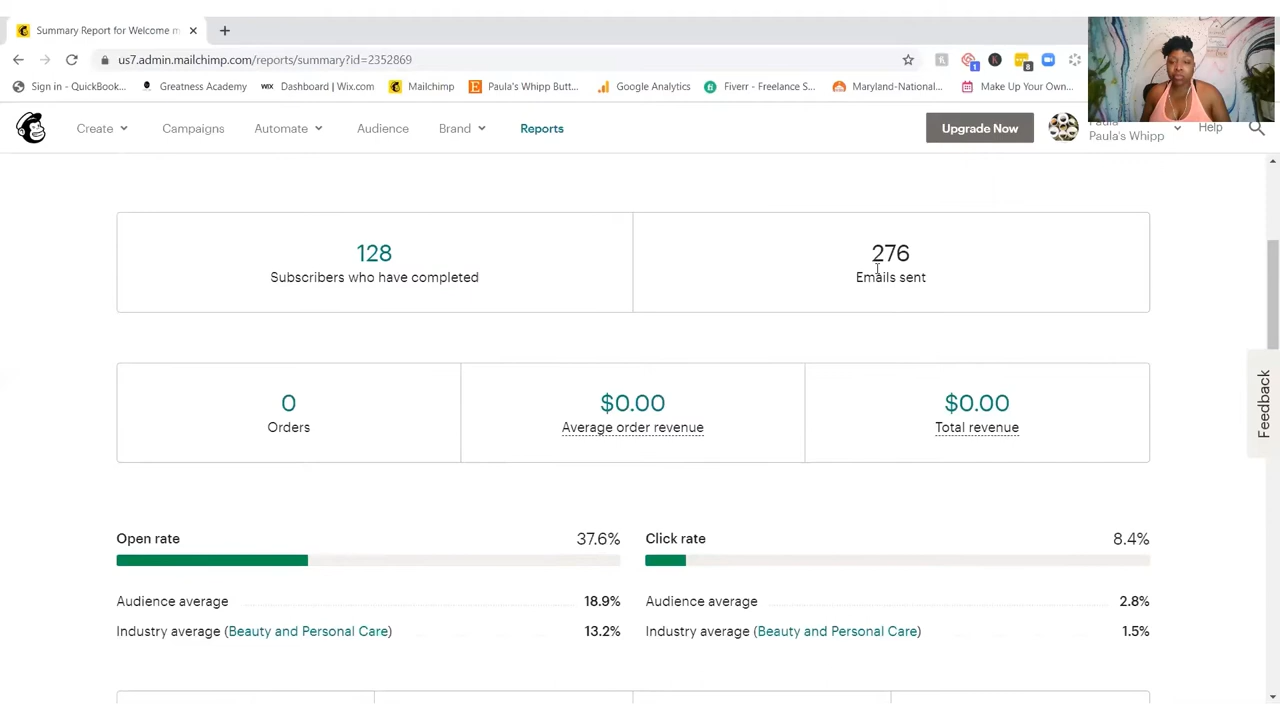 Summary Report for Welcome m
us7.admin.mailchimp.com/reports/summary?id=2352869
1
8
Sign in - QuickBook...
Greatness Academy
WIX Dashboard | Wix.com
Mailchimp
Paula's Whipp Butt...
Google Analytics
Fiverr - Freelance S...
Maryland-National...
Make Up Your Own...
Create
Campaigns
Automate
Audience
Brand
Reports
Upgrade Now
Paula
Paula's Whipp
Help
128
Subscribers who have completed
276
Emails sent
0
Orders
$0.00
Average order revenue
$0.00
Total revenue
Feedback
Open rate 37.6%
Audience average 18.9%
Industry average (Beauty and Personal Care) 13.2%
Click rate 8.4%
Audience average 2.8%
Industry average (Beauty and Personal Care) 1.5%